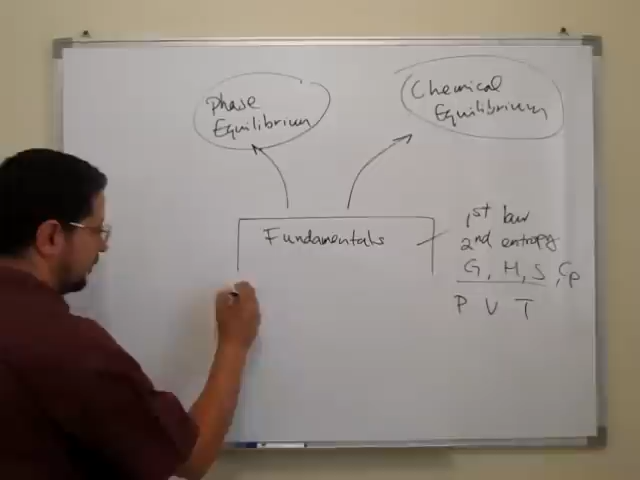 Phase
Equilibrium
Chemical
Equilibrium
Fundamentals
1st law
2nd entropy
G, H, S, Cp
P V T